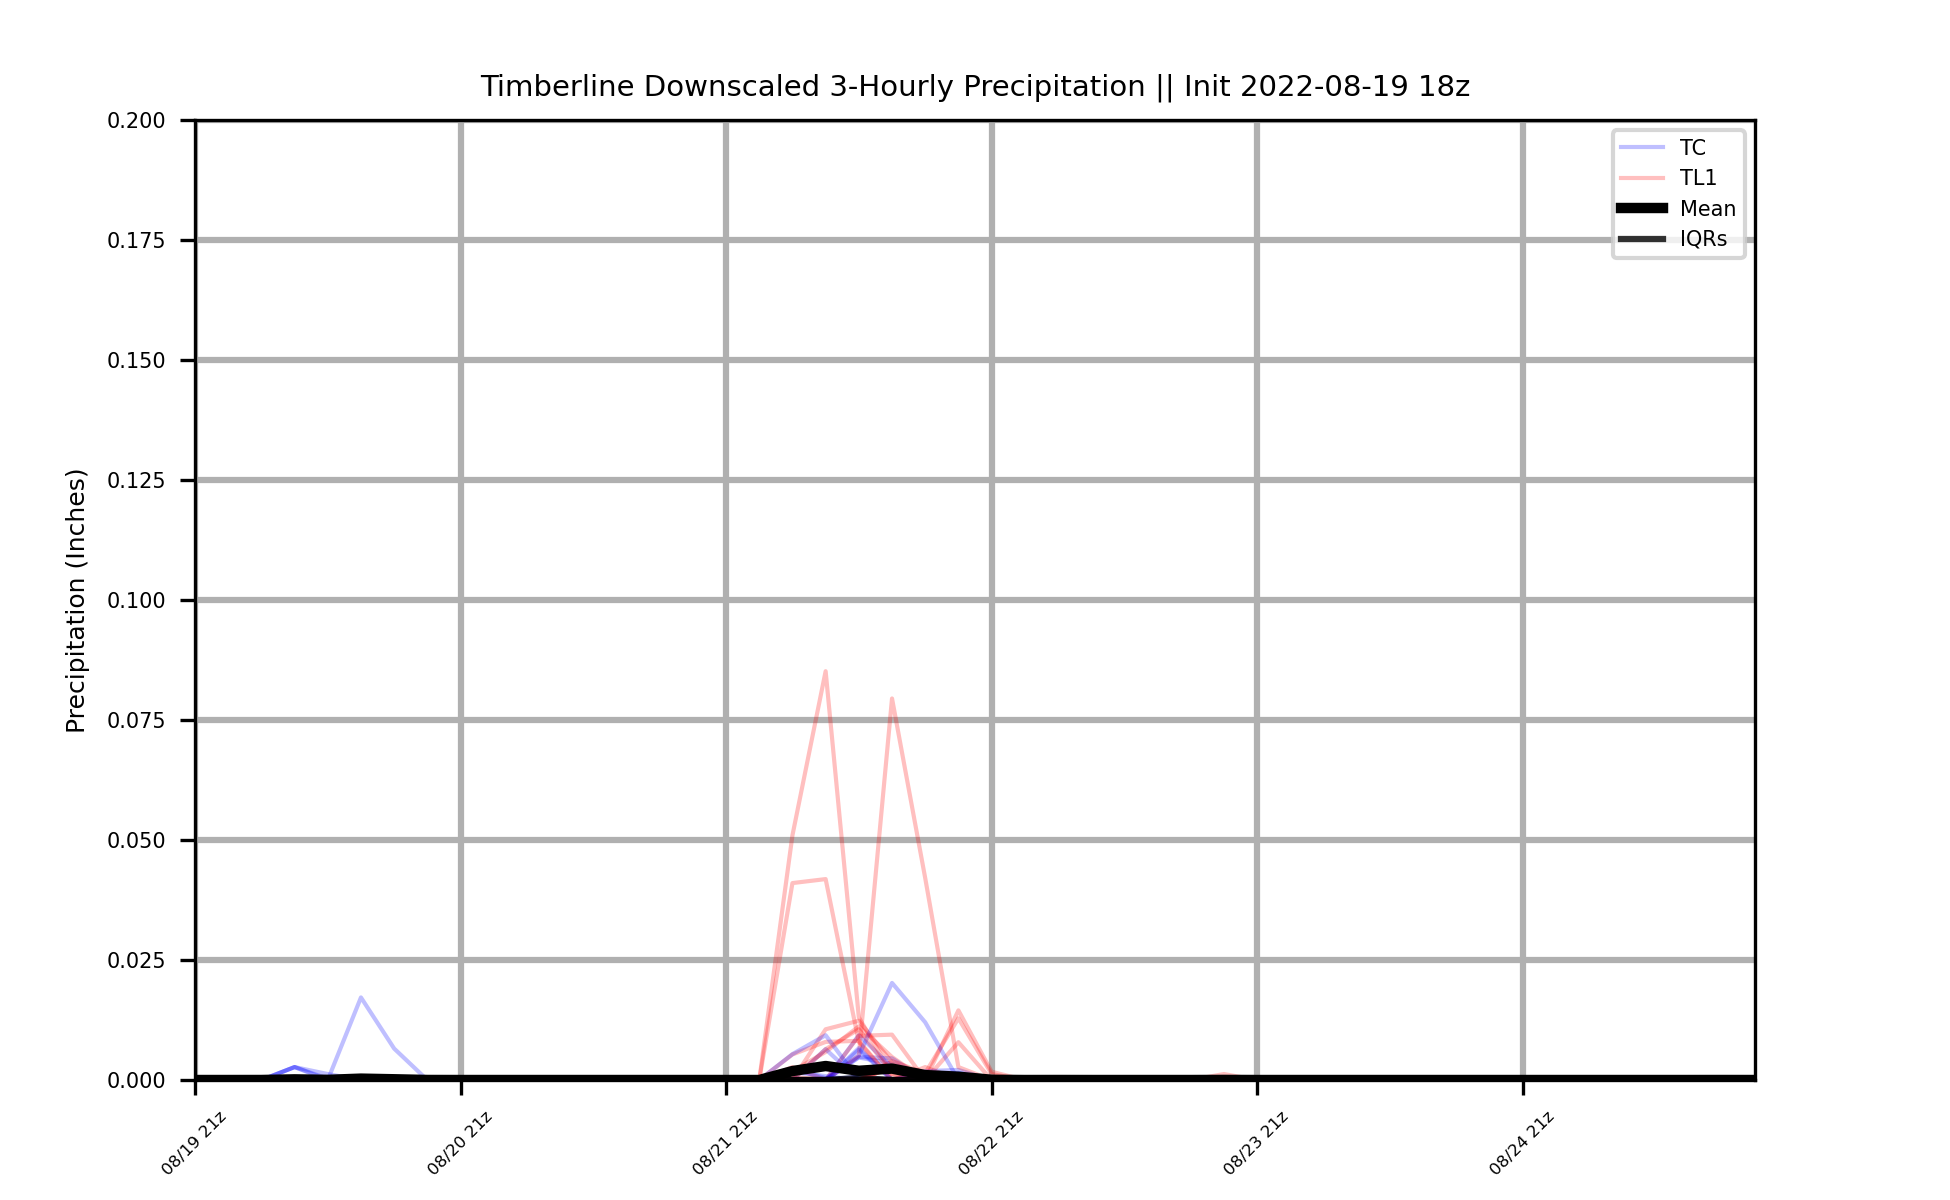 Timberline Downscaled 3-Hourly Precipitation || Init 2022-08-19 18z
TC
TL1
Mean
IQRs
Precipitation (Inches)
0.200
0.175
0.150
0.125
0.100
0.075
0.050
0.025
0.000
08/19 21z
08/20 21z
08/21 21z
08/22 21z
08/23 21z
08/24 21z